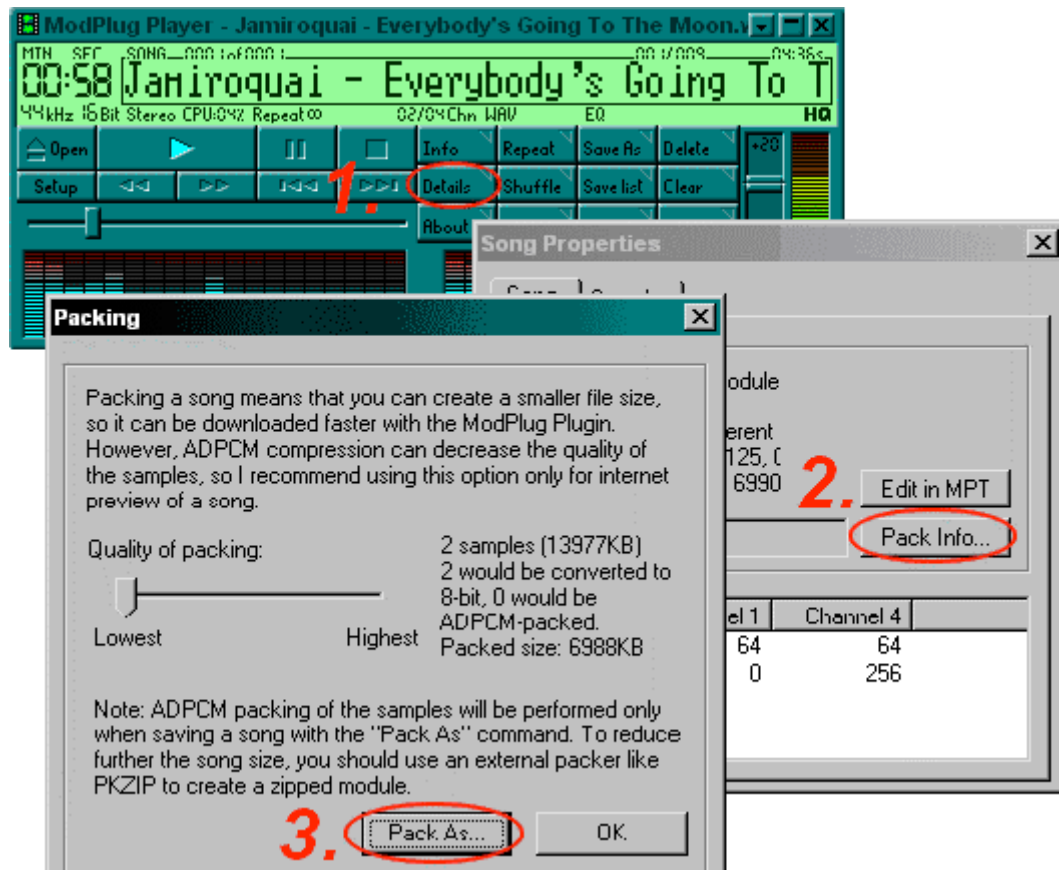 ModPlug Player - Jamiroquai - Everybody's Going To The Moon.
MIN SEC SONG 0001of0001 001/009 04:36s
00:58 Jamiroquai - Everybody's Going To T
44kHz 16Bit Stereo CPU:04% Repeat∞ 02/04Chn WAV EQ HQ
Open Info Repeat Save As Delete +20
1.
Setup Details Shuffle Save list Clear
About
Song Properties
Packing
odule
Packing a song means that you can create a smaller file size,
so it can be downloaded faster with the ModPlug Plugin.
However, ADPCM compression can decrease the quality of
the samples, so I recommend using this option only for internet
preview of a song.
erent
125, (
6990
2.
Edit in MPT
Pack Info...
Quality of packing:
Lowest Highest
2 samples (13977KB)
2 would be converted to
8-bit, 0 would be
ADPCM-packed.
Packed size: 6988KB
el 1 Channel 4
64 64
0 256
Note: ADPCM packing of the samples will be performed only
when saving a song with the "Pack As" command. To reduce
further the song size, you should use an external packer like
PKZIP to create a zipped module.
3.
Pack As... OK